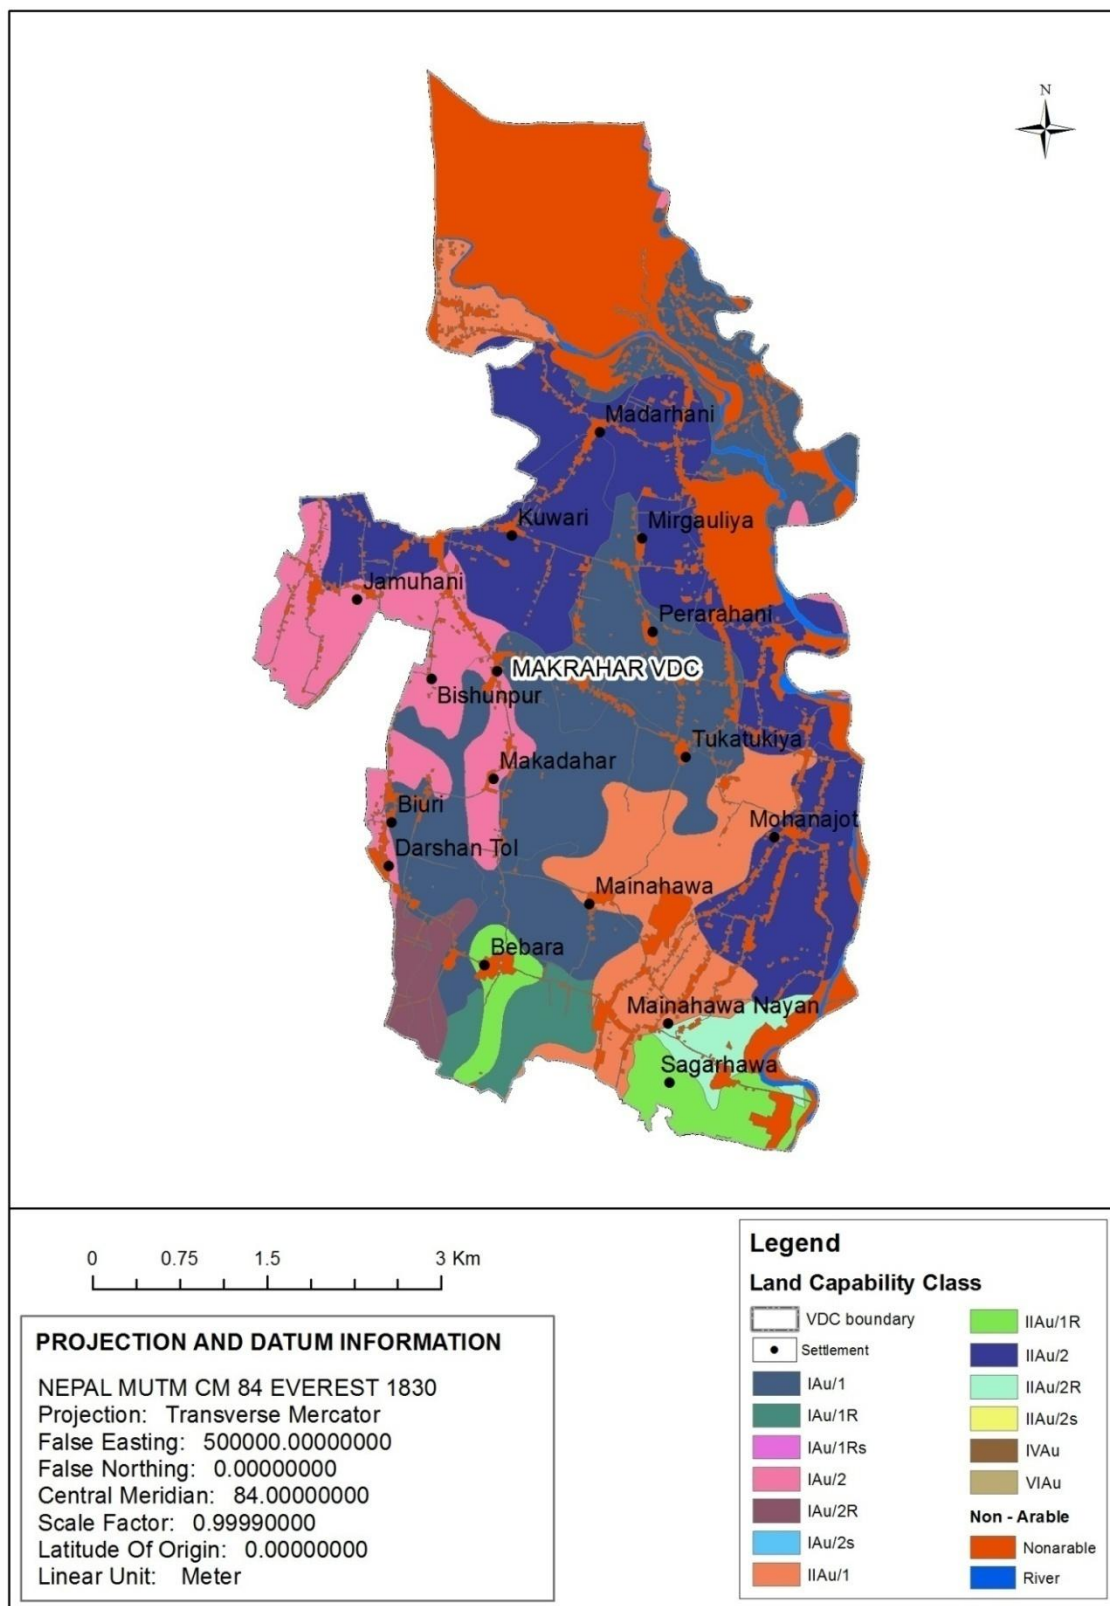 N
Madarhani
Kuwari
Mirgauliya
Jamuhani
Perarahani
MAKRAHAR VDC
Bishunpur
Tukatukiya
Makadahar
Biuri
Mohanajot
Darshan Tol
Mainahawa
Bebara
Mainahawa Nayan
Sagarhawa
0 0.75 1.5 3 Km
PROJECTION AND DATUM INFORMATION
NEPAL MUTM CM 84 EVEREST 1830
Projection: Transverse Mercator
False Easting: 500000.00000000
False Northing: 0.00000000
Central Meridian: 84.00000000
Scale Factor: 0.99990000
Latitude Of Origin: 0.00000000
Linear Unit: Meter
Legend
Land Capability Class
VDC boundary
Settlement
IAu/1
IAu/1R
IAu/1Rs
IAu/2
IAu/2R
IAu/2s
IIAu/1
IIAu/1R
IIAu/2
IIAu/2R
IIAu/2s
IVAu
VIAu
Non - Arable
Nonarable
River